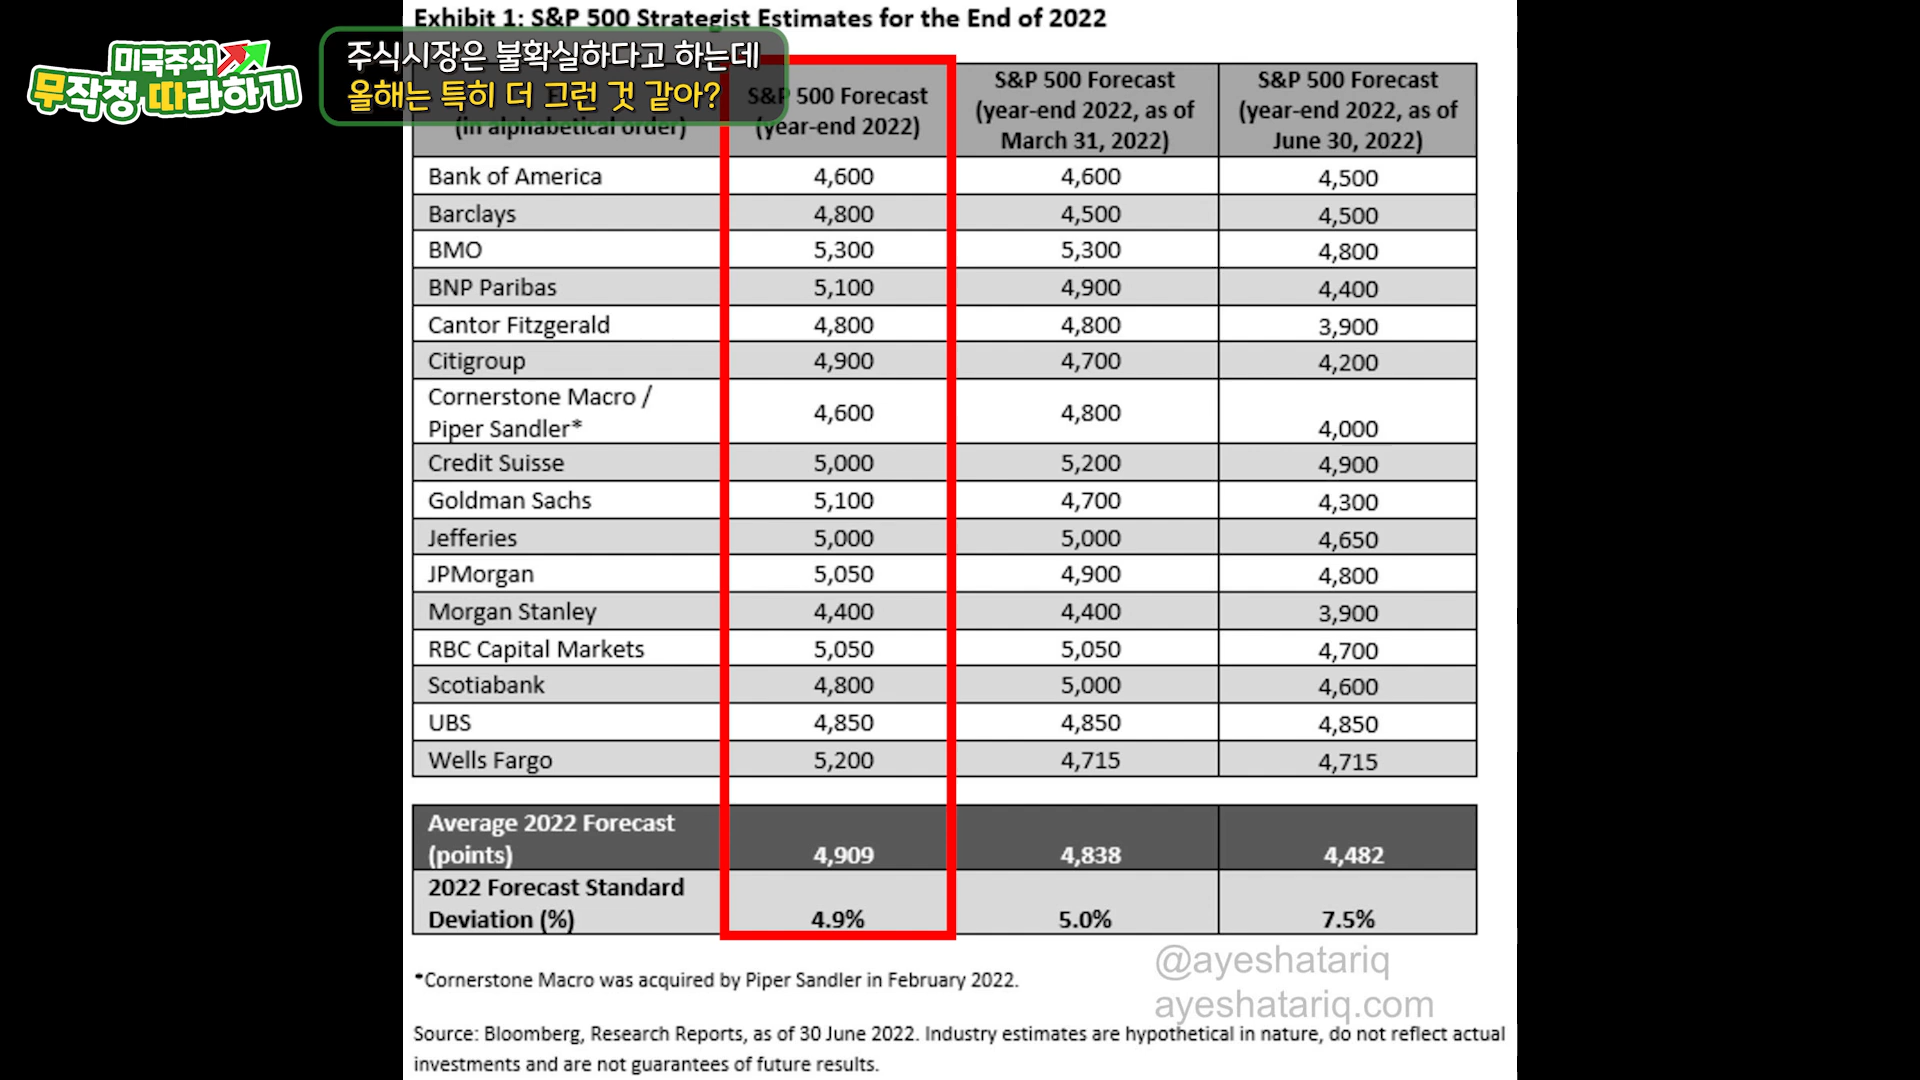 Exhibit 1: S&P 500 Strategist Estimates for the End of 2022
미국주식
무작정 따라하기
주식시장은 불확실하다고 하는데
올해는 특히 더 그런 것 같아?
(in alphabetical order)
S&P 500 Forecast
(year-end 2022)
S&P 500 Forecast
(year-end 2022, as of
March 31, 2022)
S&P 500 Forecast
(year-end 2022, as of
June 30, 2022)
Bank of America 4,600 4,600 4,500
Barclays 4,800 4,500 4,500
BMO 5,300 5,300 4,800
BNP Paribas 5,100 4,900 4,400
Cantor Fitzgerald 4,800 4,800 3,900
Citigroup 4,900 4,700 4,200
Cornerstone Macro /
Piper Sandler* 4,600 4,800 4,000
Credit Suisse 5,000 5,200 4,900
Goldman Sachs 5,100 4,700 4,300
Jefferies 5,000 5,000 4,650
JPMorgan 5,050 4,900 4,800
Morgan Stanley 4,400 4,400 3,900
RBC Capital Markets 5,050 5,050 4,700
Scotiabank 4,800 5,000 4,600
UBS 4,850 4,850 4,850
Wells Fargo 5,200 4,715 4,715
Average 2022 Forecast
(points) 4,909 4,838 4,482
2022 Forecast Standard
Deviation (%) 4.9% 5.0% 7.5%
@ayeshatariq
ayeshatariq.com
*Cornerstone Macro was acquired by Piper Sandler in February 2022.
Source: Bloomberg, Research Reports, as of 30 June 2022. Industry estimates are hypothetical in nature, do not reflect actual
investments and are not guarantees of future results.